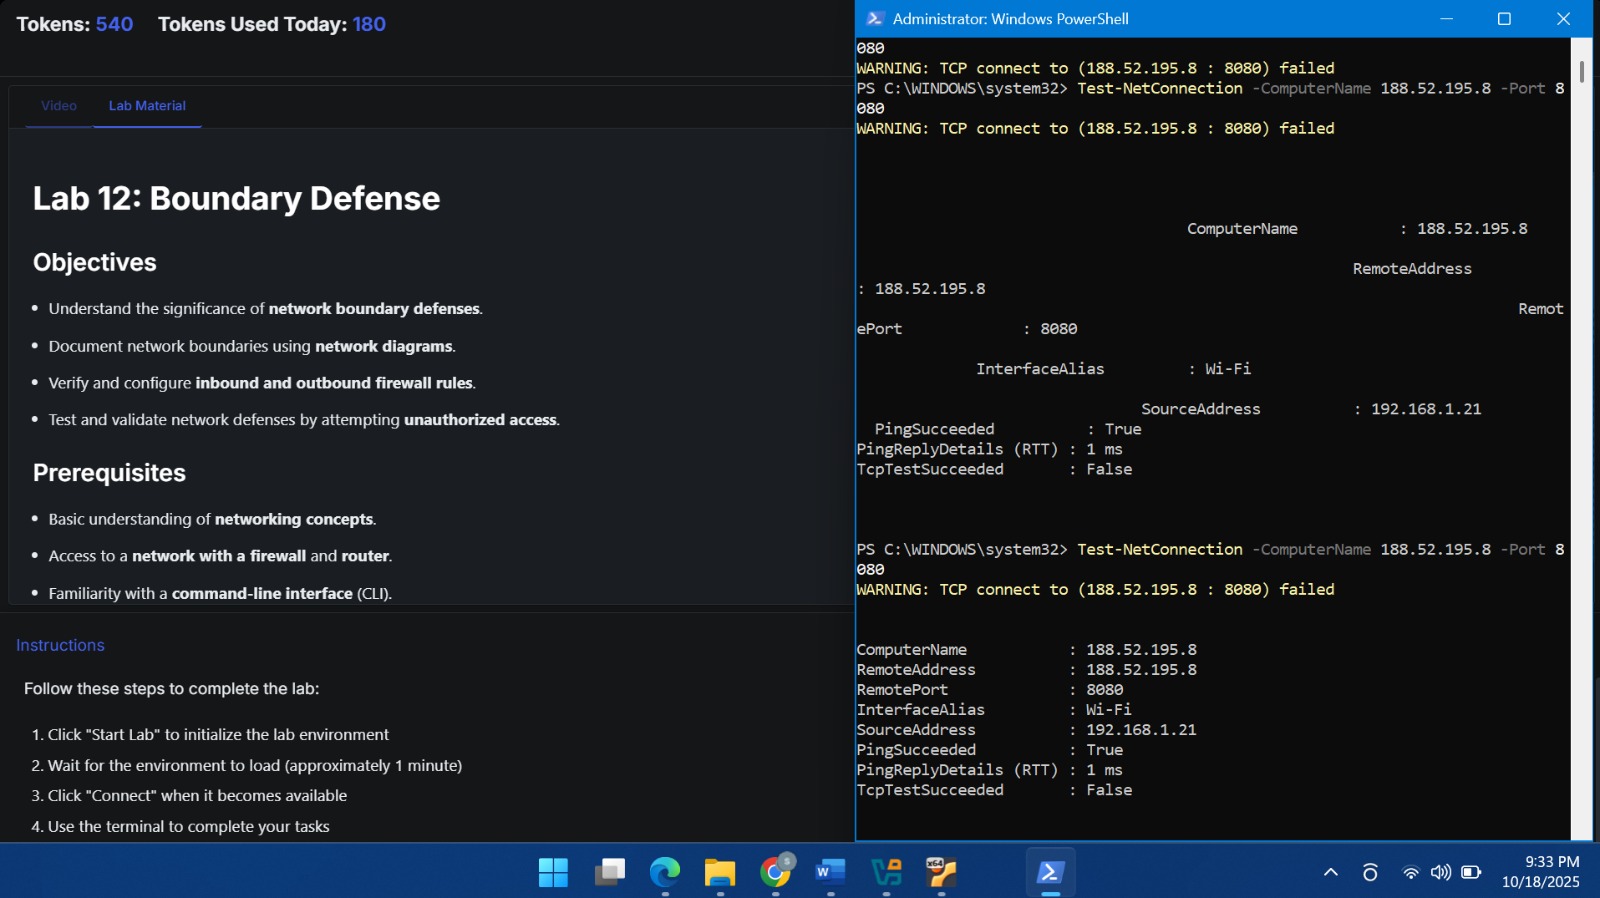 Tokens: 540 Tokens Used Today: 180
Video Lab Material
Lab 12: Boundary Defense
Objectives
• Understand the significance of network boundary defenses.
• Document network boundaries using network diagrams.
• Verify and configure inbound and outbound firewall rules.
• Test and validate network defenses by attempting unauthorized access.
Prerequisites
• Basic understanding of networking concepts.
• Access to a network with a firewall and router.
• Familiarity with a command-line interface (CLI).
Instructions
Follow these steps to complete the lab:
1. Click "Start Lab" to initialize the lab environment
2. Wait for the environment to load (approximately 1 minute)
3. Click "Connect" when it becomes available
4. Use the terminal to complete your tasks
Administrator: Windows PowerShell
080
WARNING: TCP connect to (188.52.195.8 : 8080) failed
PS C:\WINDOWS\system32> Test-NetConnection -ComputerName 188.52.195.8 -Port 8
080
WARNING: TCP connect to (188.52.195.8 : 8080) failed
ComputerName : 188.52.195.8
RemoteAddress
: 188.52.195.8
Remot
ePort : 8080
InterfaceAlias : Wi-Fi
SourceAddress : 192.168.1.21
PingSucceeded : True
PingReplyDetails (RTT) : 1 ms
TcpTestSucceeded : False
PS C:\WINDOWS\system32> Test-NetConnection -ComputerName 188.52.195.8 -Port 8
080
WARNING: TCP connect to (188.52.195.8 : 8080) failed
ComputerName : 188.52.195.8
RemoteAddress : 188.52.195.8
RemotePort : 8080
InterfaceAlias : Wi-Fi
SourceAddress : 192.168.1.21
PingSucceeded : True
PingReplyDetails (RTT) : 1 ms
TcpTestSucceeded : False
S
W
x64
9:33 PM
10/18/2025